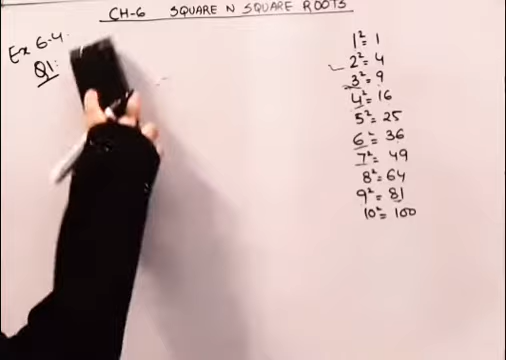 CH-6 SQUARE N SQUARE ROOTS
Ex 6.4.
Q1:
1² = 1
2² = 4
3² = 9
4² = 16
5² = 25
6² = 36
7² = 49
8² = 64
9² = 81
10² = 100